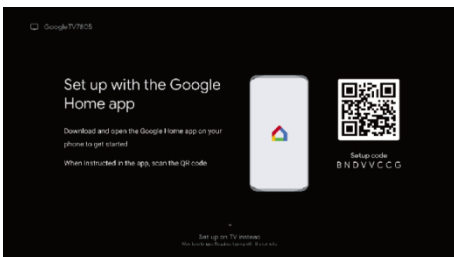 GoogleTV7805
Set up with the Google
Home app
Download and open the Google Home app on your
phone to get started
When instructed in the app, scan the QR code
Setup code
BNDVVCCG
Set up on TV instead